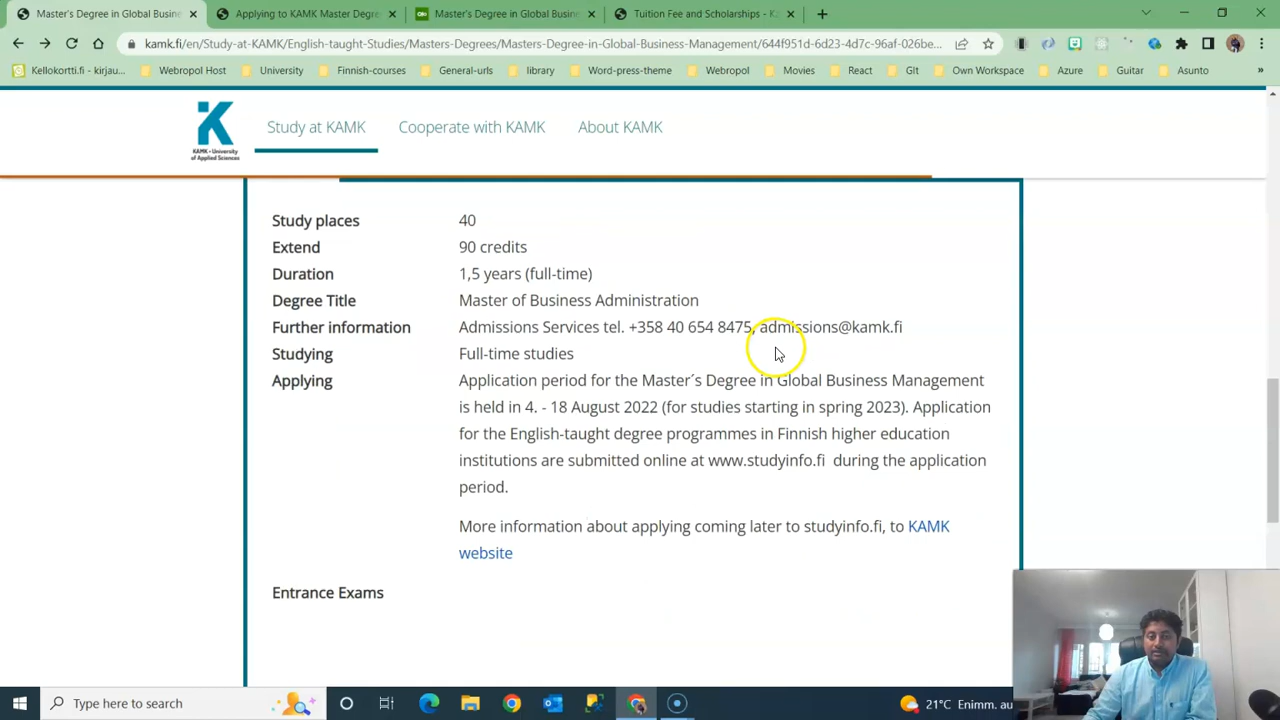 Master's Degree in Global Busine
Applying to KAMK Master Degre
Master's Degree in Global Busin
Tuition Fee and Scholarships - Ka
kamk.fi/en/Study-at-KAMK/English-taught-Studies/Masters-Degrees/Masters-Degree-in-Global-Business-Management/644f951d-6d23-4d7c-96af-026be...
Kellokortti.fi - kirjau...
Webropol Host
University
Finnish-courses
General-urls
library
Word-press-theme
Webropol
Movies
React
GIt
Own Workspace
Azure
Guitar
Asunto
»
KAMK • University
of Applied Sciences
Study at KAMK
Cooperate with KAMK
About KAMK
Study places 40
Extend 90 credits
Duration 1,5 years (full-time)
Degree Title Master of Business Administration
Further information Admissions Services tel. +358 40 654 8475, admissions@kamk.fi
Studying Full-time studies
Applying Application period for the Master´s Degree in Global Business Management
is held in 4. - 18 August 2022 (for studies starting in spring 2023). Application
for the English-taught degree programmes in Finnish higher education
institutions are submitted online at www.studyinfo.fi during the application
period.
More information about applying coming later to studyinfo.fi, to KAMK
website
Entrance Exams
Type here to search
21°C Enimm. au